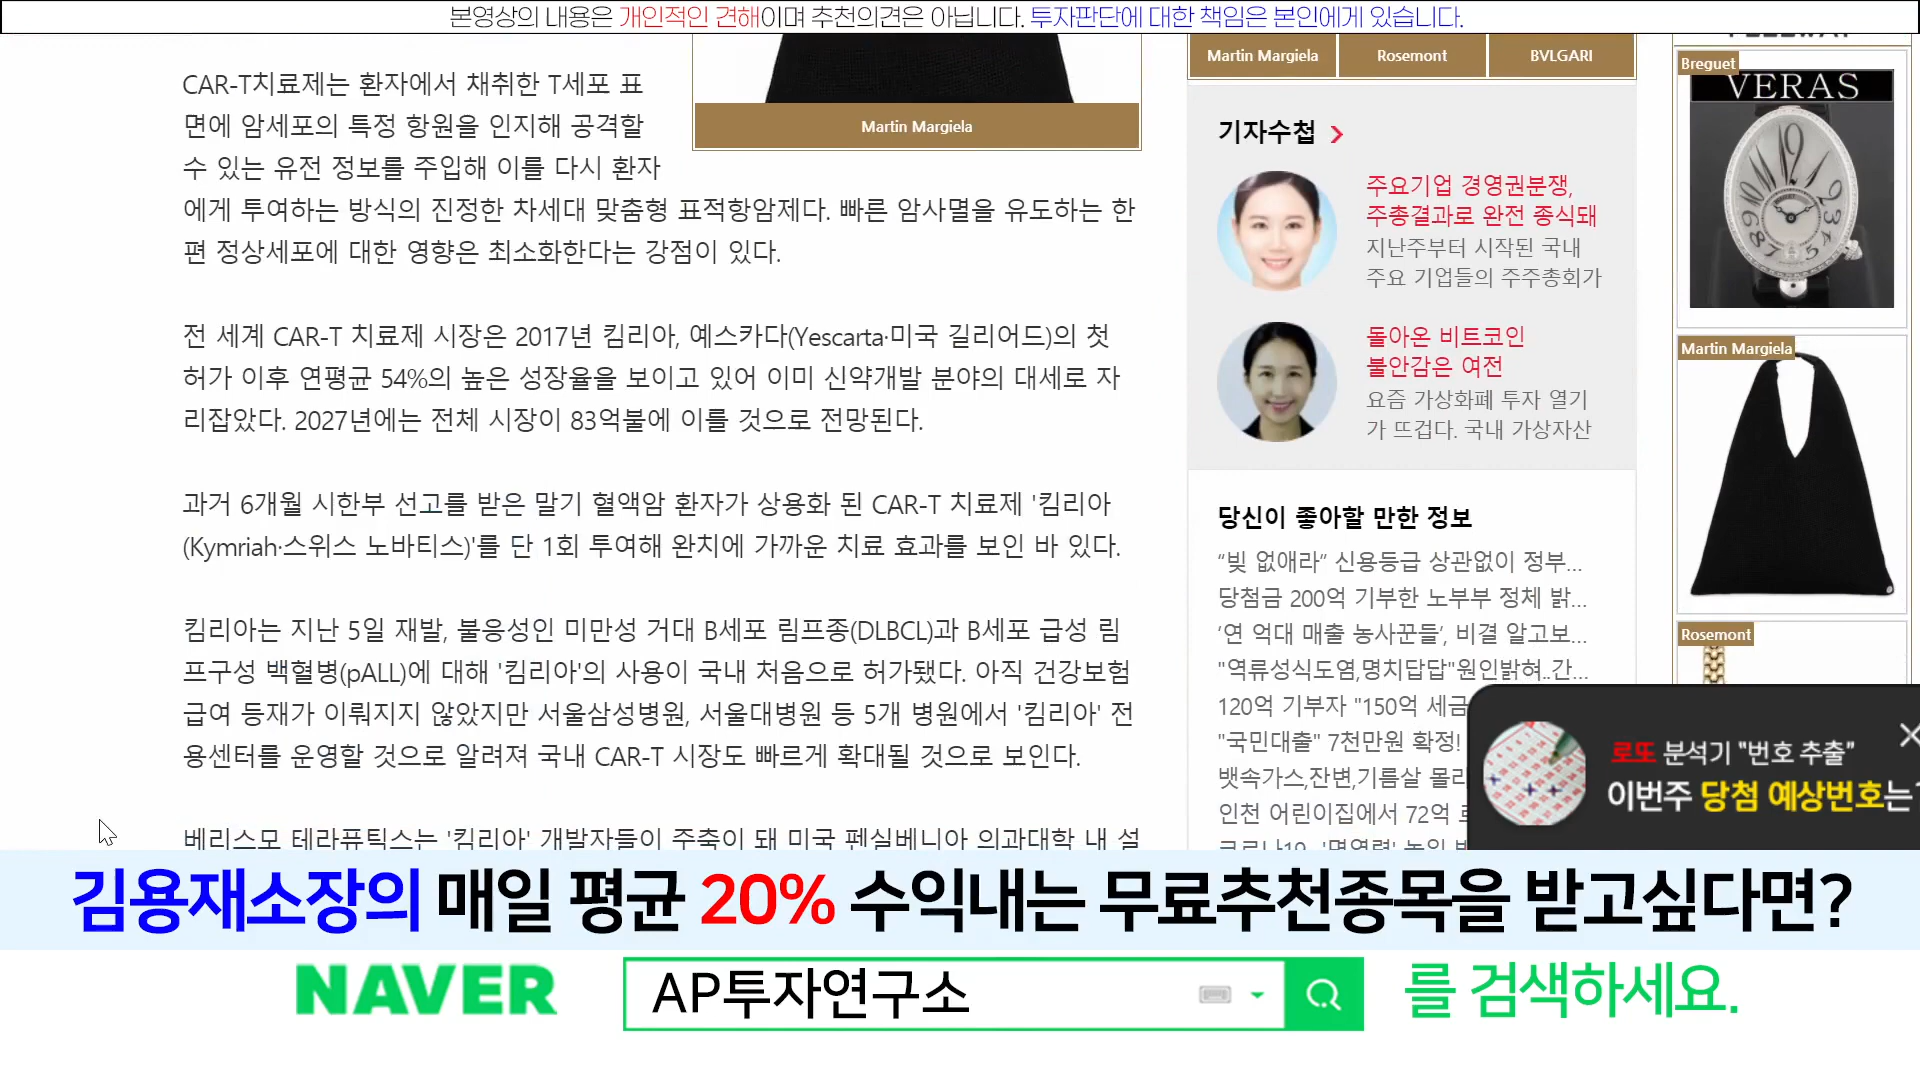 본영상의 내용은 개인적인 견해이며 추천의견은 아닙니다. 투자판단에 대한 책임은 본인에게 있습니다.
CAR-T치료제는 환자에서 채취한 T세포 표
면에 암세포의 특정 항원을 인지해 공격할
수 있는 유전 정보를 주입해 이를 다시 환자
에게 투여하는 방식의 진정한 차세대 맞춤형 표적항암제다. 빠른 암사멸을 유도하는 한
편 정상세포에 대한 영향은 최소화한다는 강점이 있다.
Martin Margiela
전 세계 CAR-T 치료제 시장은 2017년 킴리아, 예스카다(Yescarta·미국 길리어드)의 첫
허가 이후 연평균 54%의 높은 성장율을 보이고 있어 이미 신약개발 분야의 대세로 자
리잡았다. 2027년에는 전체 시장이 83억불에 이를 것으로 전망된다.
과거 6개월 시한부 선고를 받은 말기 혈액암 환자가 상용화 된 CAR-T 치료제 '킴리아
(Kymriah·스위스 노바티스)'를 단 1회 투여해 완치에 가까운 치료 효과를 보인 바 있다.
킴리아는 지난 5일 재발, 불응성인 미만성 거대 B세포 림프종(DLBCL)과 B세포 급성 림
프구성 백혈병(pALL)에 대해 '킴리아'의 사용이 국내 처음으로 허가됐다. 아직 건강보험
급여 등재가 이뤄지지 않았지만 서울삼성병원, 서울대병원 등 5개 병원에서 '킴리아' 전
용센터를 운영할 것으로 알려져 국내 CAR-T 시장도 빠르게 확대될 것으로 보인다.
베리스모 테라퓨틱스는 '킴리아' 개발자들이 주축이 돼 미국 펜실베니아 의과대학 내 설
Martin Margiela
Rosemont
BVLGARI
기자수첩
주요기업 경영권분쟁,
주총결과로 완전 종식돼
지난주부터 시작된 국내
주요 기업들의 주주총회가
돌아온 비트코인
불안감은 여전
요즘 가상화폐 투자 열기
가 뜨겁다. 국내 가상자산
당신이 좋아할 만한 정보
“빚 없애라” 신용등급 상관없이 정부...
당첨금 200억 기부한 노부부 정체 밝...
‘연 억대 매출 농사꾼들’, 비결 알고보...
"역류성식도염,명치답답"원인밝혀..간...
120억 기부자 "150억 세금
"국민대출" 7천만원 확정!
뱃속가스,잔변,기름살 몰
인천 어린이집에서 72억
Breguet
VERAS
Martin Margiela
Rosemont
로또 분석기 "번호 추출"
이번주 당첨 예상번호는?
김용재소장의 매일 평균 20% 수익내는 무료추천종목을 받고싶다면?
NAVER
AP투자연구소
를 검색하세요.